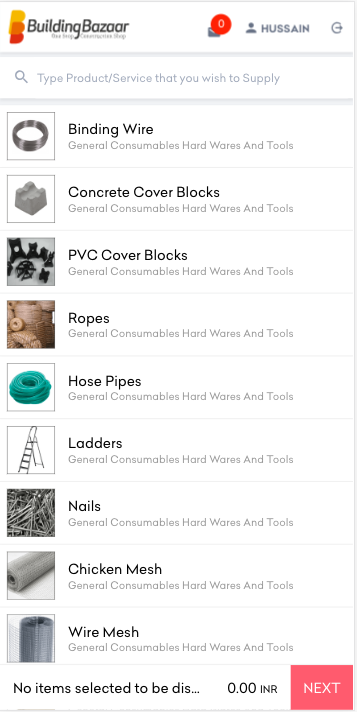 BuildingBazaar
One Stop Construction Shop
0
HUSSAIN
Type Product/Service that you wish to Supply
Binding Wire
General Consumables Hard Wares And Tools
Concrete Cover Blocks
General Consumables Hard Wares And Tools
PVC Cover Blocks
General Consumables Hard Wares And Tools
Ropes
General Consumables Hard Wares And Tools
Hose Pipes
General Consumables Hard Wares And Tools
Ladders
General Consumables Hard Wares And Tools
Nails
General Consumables Hard Wares And Tools
Chicken Mesh
General Consumables Hard Wares And Tools
Wire Mesh
General Consumables Hard Wares And Tools
No items selected to be dis... 0.00 INR NEXT